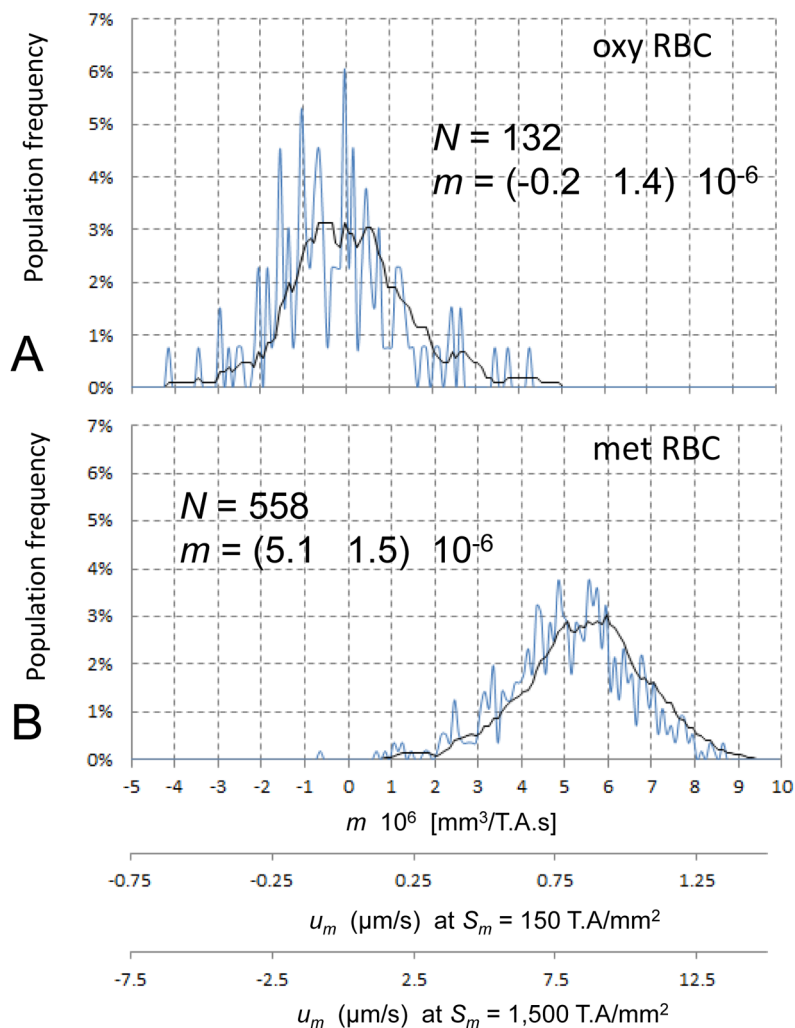 7%
oxy RBC
6%
5%
N = 132
4%
m = (-0.2 1.4) 10-6
3%
2%
1%
0%
Population frequency
A
7%
met RBC
6%
N = 558
5%
m = (5.1 1.5) 10-6
4%
3%
2%
1%
0%
Population frequency
B
-5 -4 -3 -2 -1 0 1 2 3 4 5 6 7 8 9 10
m 10⁶ [mm³/T.A.s]
-0.75 -0.25 0.25 0.75 1.25
um (µm/s) at Sm = 150 T.A/mm²
-7.5 -2.5 2.5 7.5 12.5
um (µm/s) at Sm = 1,500 T.A/mm²